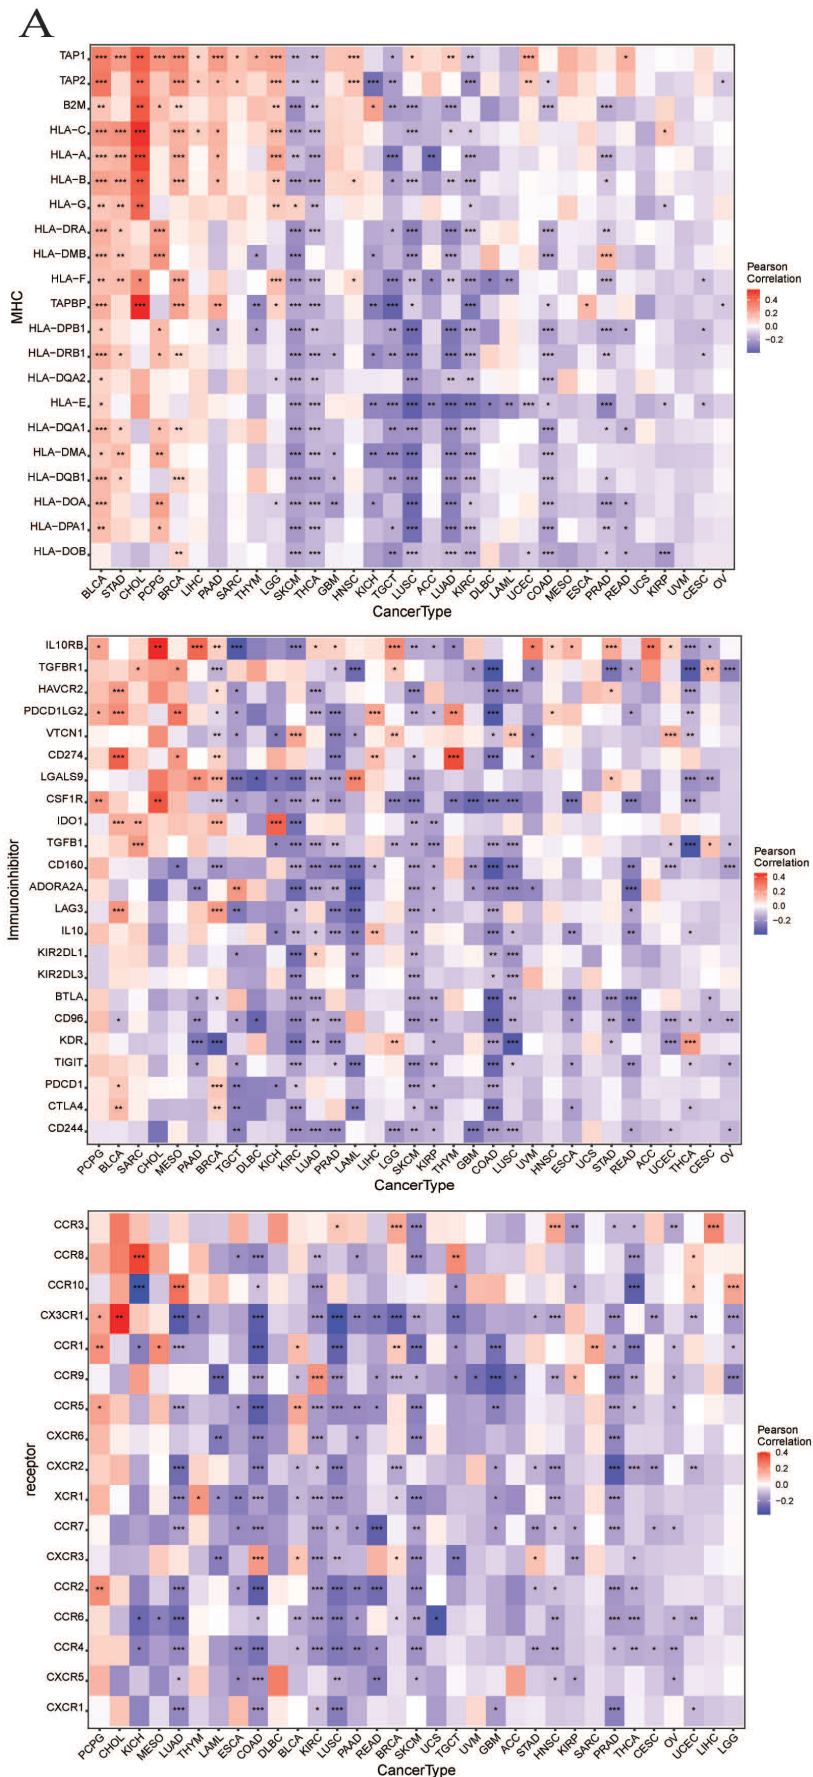 A
MHC
TAP1
TAP2
B2M
HLA−C
HLA−A
HLA−B
HLA−G
HLA−DRA
HLA−DMB
HLA−F
TAPBP
HLA−DPB1
HLA−DRB1
HLA−DQA2
HLA−E
HLA−DQA1
HLA−DMA
HLA−DQB1
HLA−DOA
HLA−DPA1
HLA−DOB
BLCA STAD CHOL PCPG BRCA LIHC PAAD SARC THYM LGG SKCM THCA GBM HNSC KICH TGCT LUSC ACC LUAD KIRC DLBC LAML UCEC COAD MESO ESCA PRAD READ UCS KIRP UVM CESC OV
CancerType
Pearson
Correlation
0.4
0.2
0.0
−0.2
Immunoinhibitor
IL10RB
TGFBR1
HAVCR2
PDCD1LG2
VTCN1
CD274
LGALS9
CSF1R
IDO1
TGFB1
CD160
ADORA2A
LAG3
IL10
KIR2DL1
KIR2DL3
BTLA
CD96
KDR
TIGIT
PDCD1
CTLA4
CD244
PCPG BLCA SARC CHOL MESO PAAD BRCA TGCT DLBC KICH KIRC LUAD PRAD LAML LIHC LGG SKCM KIRP THYM GBM COAD LUSC UVM HNSC ESCA UCS STAD READ ACC UCEC THCA CESC OV
CancerType
Pearson
Correlation
0.4
0.2
0.0
−0.2
receptor
CCR3
CCR8
CCR10
CX3CR1
CCR1
CCR9
CCR5
CXCR6
CXCR2
XCR1
CCR7
CXCR3
CCR2
CCR6
CCR4
CXCR5
CXCR1
PCPG CHOL KICH MESO LUAD THYM LAML ESCA COAD DLBC BLCA KIRC LUSC PAAD READ BRCA SKCM UCS TGCT UVM GBM ACC STAD HNSC KIRP SARC PRAD THCA CESC OV UCEC LIHC LGG
CancerType
Pearson
Correlation
0.4
0.2
0.0
−0.2